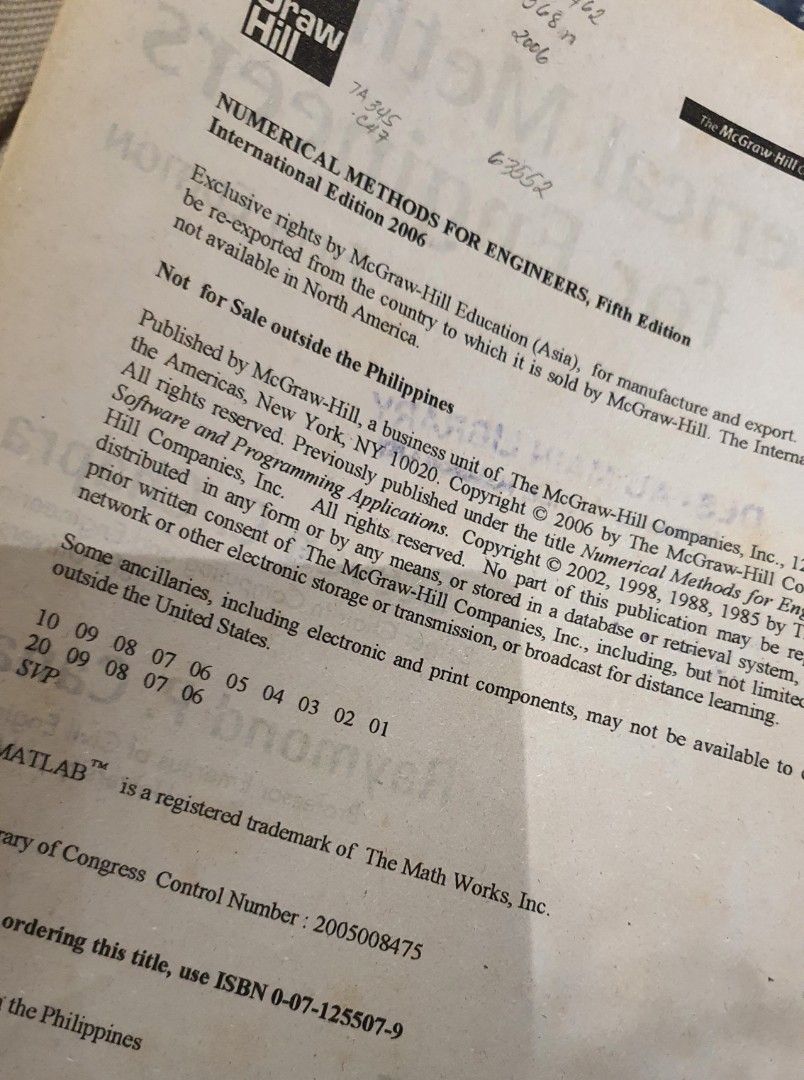 Graw
Hill
462
568n
2006
TA 345
.C47
63552
The McGraw·Hill C
NUMERICAL METHODS FOR ENGINEERS, Fifth Edition
International Edition 2006
Exclusive rights by McGraw-Hill Education (Asia), for manufacture and export.
be re-exported from the country to which it is sold by McGraw-Hill. The Interna
not available in North America.
Not for Sale outside the Philippines
Published by McGraw-Hill, a business unit of The McGraw-Hill Companies, Inc., 12
the Americas, New York, NY 10020. Copyright © 2006 by The McGraw-Hill Co
All rights reserved. Previously published under the title Numerical Methods for Eng
Software and Programming Applications. Copyright © 2002, 1998, 1988, 1985 by T
Hill Companies, Inc. All rights reserved. No part of this publication may be re
distributed in any form or by any means, or stored in a database or retrieval system,
prior written consent of The McGraw-Hill Companies, Inc., including, but not limited
network or other electronic storage or transmission, or broadcast for distance learning.
Some ancillaries, including electronic and print components, may not be available to
outside the United States.
10 09 08 07 06 05 04 03 02 01
20 09 08 07 06
SVP
MATLAB™ is a registered trademark of The Math Works, Inc.
rary of Congress Control Number : 2005008475
ordering this title, use ISBN 0-07-125507-9
the Philippines